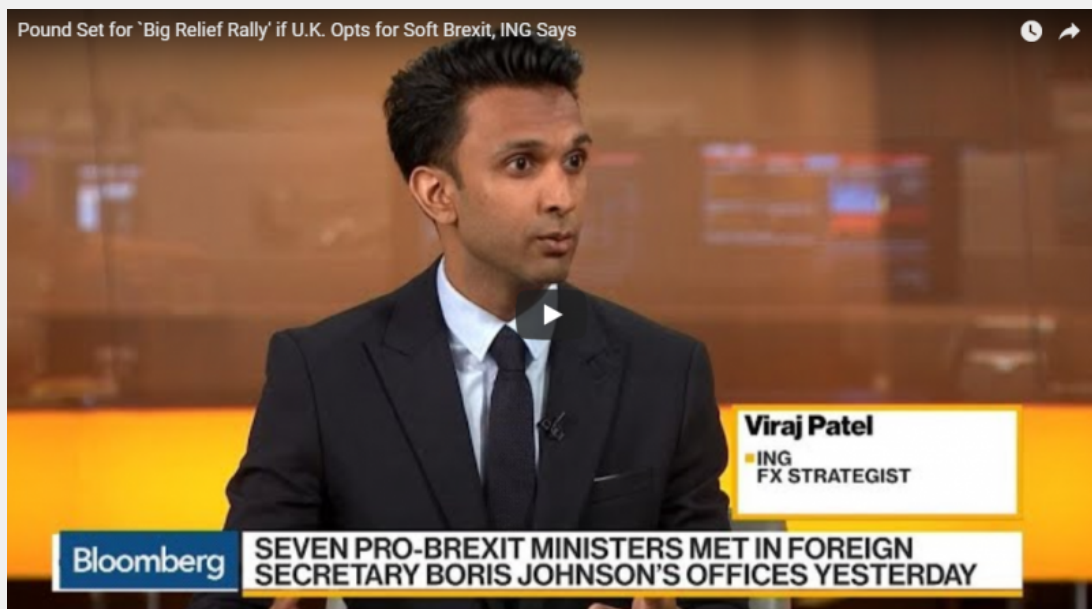 Pound Set for `Big Relief Rally' if U.K. Opts for Soft Brexit, ING Says
Viraj Patel
ING
FX STRATEGIST
Bloomberg
SEVEN PRO-BREXIT MINISTERS MET IN FOREIGN
SECRETARY BORIS JOHNSON'S OFFICES YESTERDAY